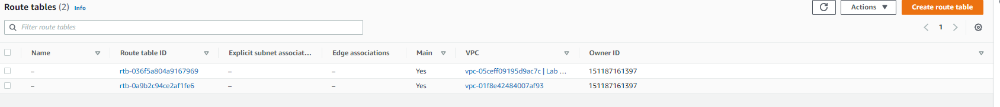 Route tables (2) Info
Actions
Create route table
Filter route tables
1
Name Route table ID Explicit subnet associat... Edge associations Main VPC Owner ID
– rtb-036f5a804a9167969 – – Yes vpc-05ceff09195d9ac7c | Lab ... 151187161397
– rtb-0a9b2c94ce2af1fe6 – – Yes vpc-01f8e42484007af93 151187161397